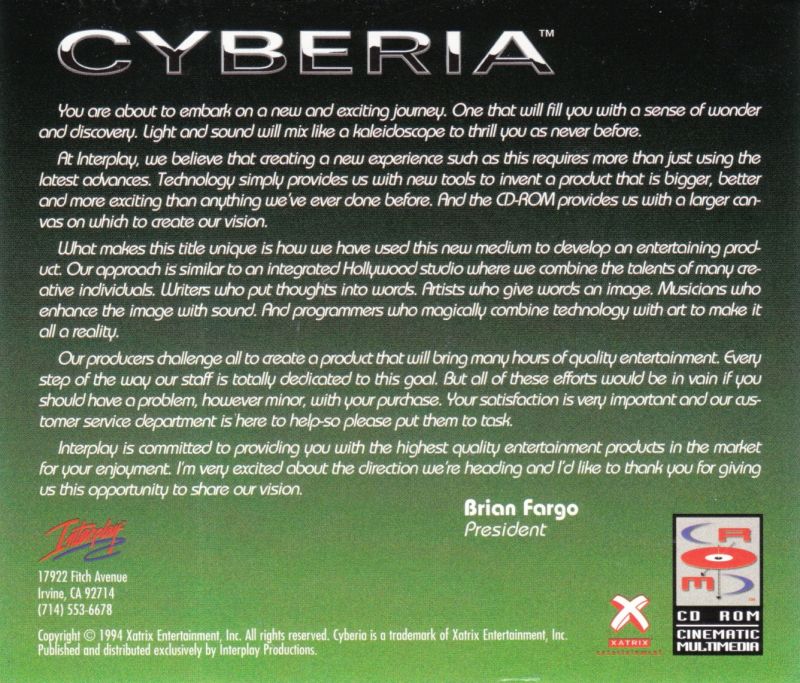 CYBERIA™
You are about to embark on a new and exciting journey. One that will fill you with a sense of wonder
and discovery. Light and sound will mix like a kaleidoscope to thrill you as never before.
At Interplay, we believe that creating a new experience such as this requires more than just using the
latest advances. Technology simply provides us with new tools to invent a product that is bigger, better
and more exciting than anything we've ever done before. And the CD-ROM provides us with a larger can-
vas on which to create our vision.
What makes this title unique is how we have used this new medium to develop an entertaining prod-
uct. Our approach is similar to an integrated Hollywood studio where we combine the talents of many cre-
ative individuals. Writers who put thoughts into words. Artists who give words an image. Musicians who
enhance the image with sound. And programmers who magically combine technology with art to make it
all a reality.
Our producers challenge all to create a product that will bring many hours of quality entertainment. Every
step of the way our staff is totally dedicated to this goal. But all of these efforts would be in vain if you
should have a problem, however minor, with your purchase. Your satisfaction is very important and our cus-
tomer service department is here to help-so please put them to task.
Interplay is committed to providing you with the highest quality entertainment products in the market
for your enjoyment. I'm very excited about the direction we're heading and I'd like to thank you for giving
us this opportunity to share our vision.
Brian Fargo
President
Interplay™
17922 Fitch Avenue
Irvine, CA 92714
(714) 553-6678
Copyright © 1994 Xatrix Entertainment, Inc. All rights reserved. Cyberia is a trademark of Xatrix Entertainment, Inc.
Published and distributed exclusively by Interplay Productions.
XATRIX
entertainment
CD ROM
CD ROM
CINEMATIC
MULTIMEDIA